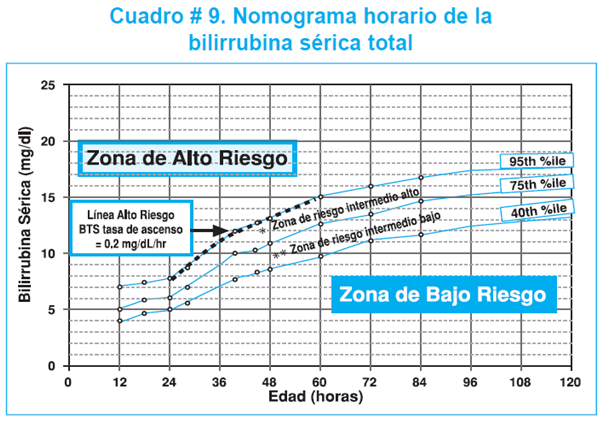 Cuadro # 9. Nomograma horario de la
bilirrubina sérica total
Bilirrubina Sérica (mg/dl)
25
20
15
10
5
0
Zona de Alto Riesgo
Línea Alto Riesgo
BTS tasa de ascenso
= 0.2 mg/dL/hr
95th %ile
75th %ile
40th %ile
* Zona de riesgo intermedio alto
** Zona de riesgo intermedio bajo
Zona de Bajo Riesgo
0 12 24 36 48 60 72 84 96 108 120
Edad (horas)